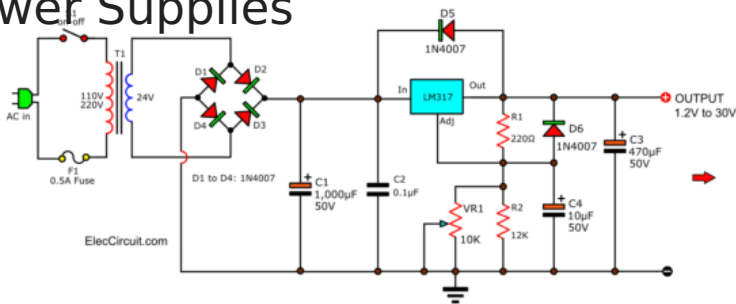 wer Supplies
on-off
AC in
110V
220V
T1
24V
F1
0.5A Fuse
D1
D2
D4
D3
D1 to D4: 1N4007
ElecCircuit.com
C1
1,000µF
50V
C2
0.1µF
D5
1N4007
In
LM317
Out
Adj
R1
220Ω
D6
1N4007
VR1
10K
R2
12K
C4
10µF
50V
C3
470µF
50V
OUTPUT
1.2V to 30V